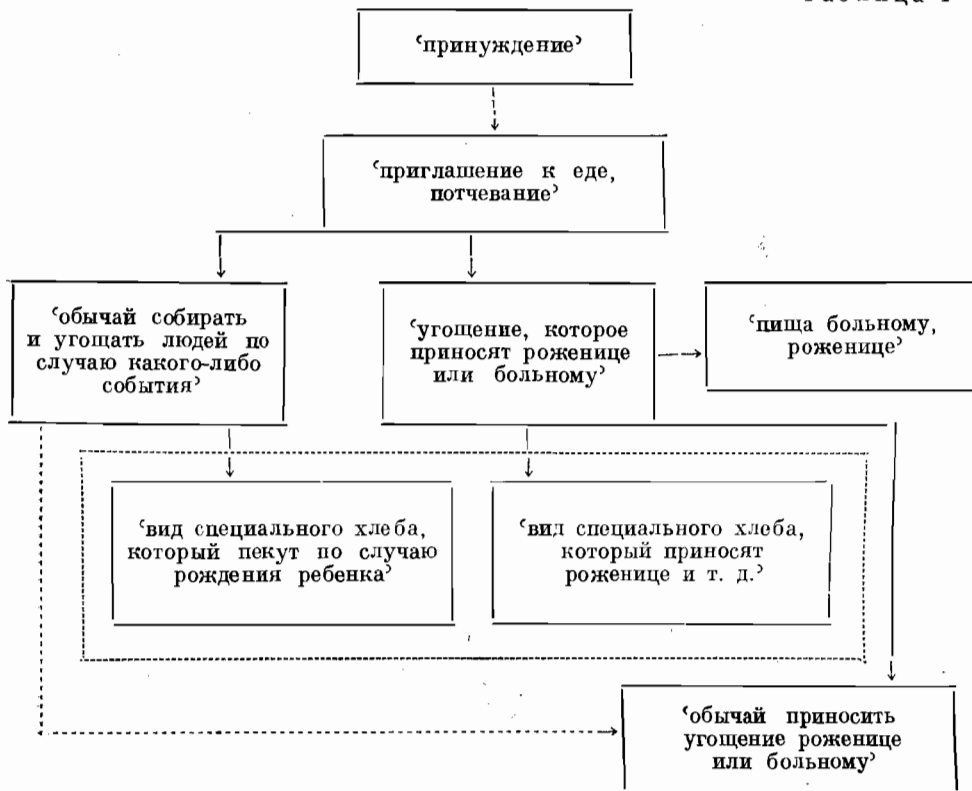 ‘принуждение’
‘приглашение к еде,
потчевание’
‘обычай собирать
и угощать людей по
случаю какого-либо
события’
‘угощение, которое
приносят роженице
или больному’
‘пища больному,
роженице’
‘вид специального хлеба,
который пекут по случаю
рождения ребенка’
‘вид специального хлеба,
который приносят
роженице и т. д.’
‘обычай приносить
угощение роженице
или больному’